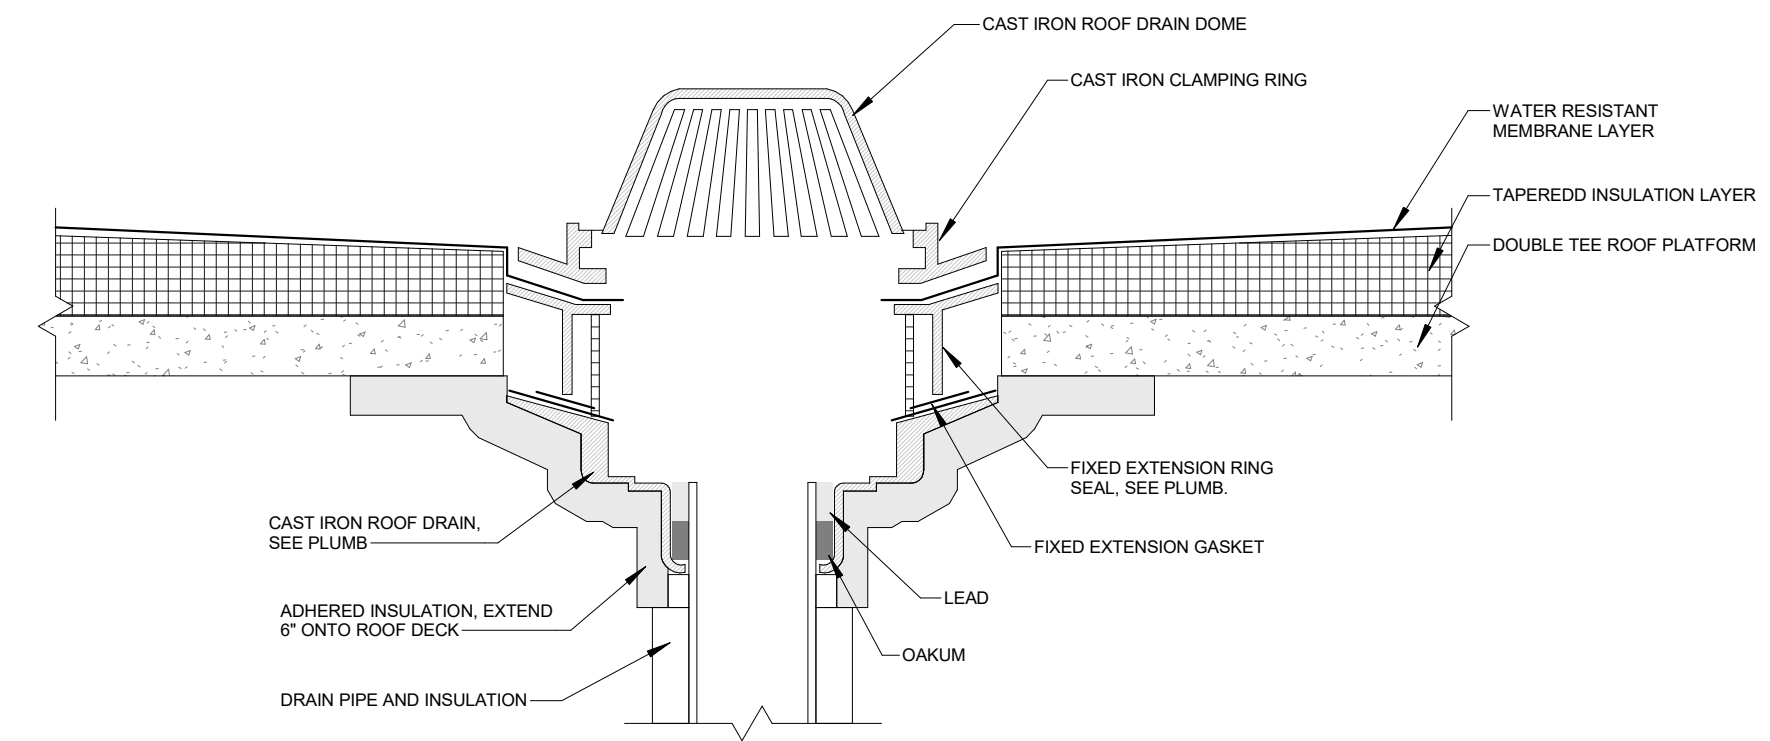 CAST IRON ROOF DRAIN DOME
CAST IRON CLAMPING RING
WATER RESISTANT
MEMBRANE LAYER
TAPEREDD INSULATION LAYER
DOUBLE TEE ROOF PLATFORM
FIXED EXTENSION RING
SEAL, SEE PLUMB.
FIXED EXTENSION GASKET
LEAD
OAKUM
CAST IRON ROOF DRAIN,
SEE PLUMB
ADHERED INSULATION, EXTEND
6" ONTO ROOF DECK
DRAIN PIPE AND INSULATION